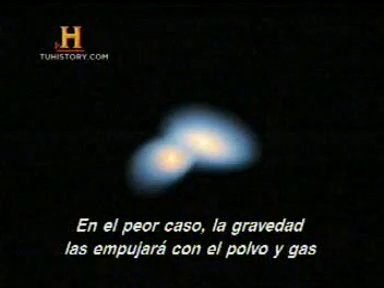 H
TUHISTORY.COM
En el peor caso, la gravedad
las empujará con el polvo y gas